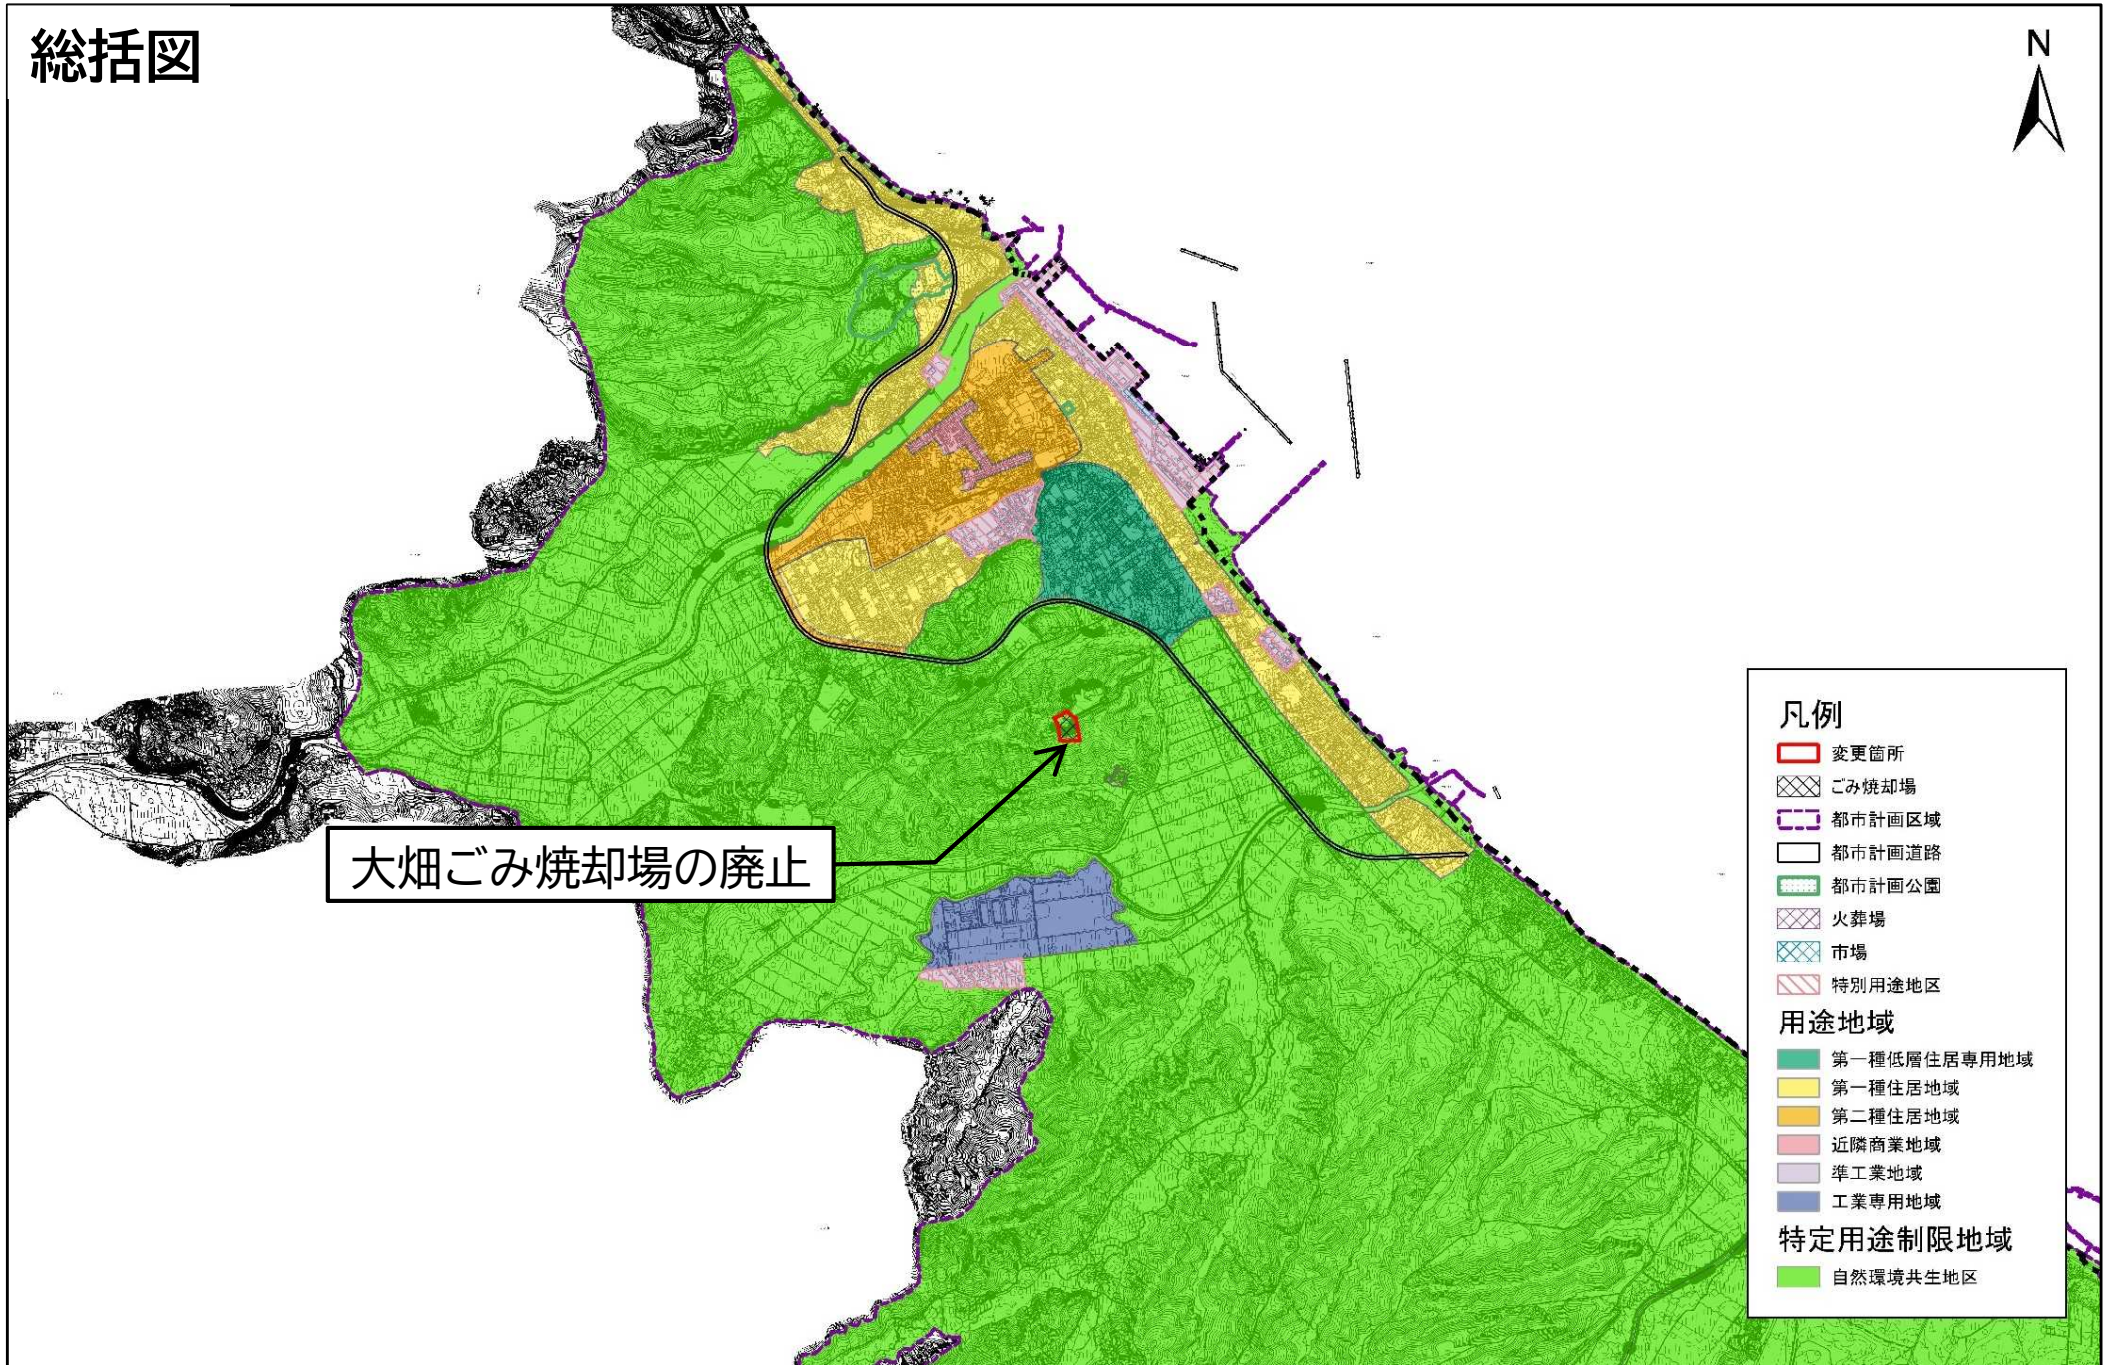 総括図
N
大畑ごみ焼却場の廃止
凡例
変更箇所
ごみ焼却場
都市計画区域
都市計画道路
都市計画公園
火葬場
市場
特別用途地区
用途地域
第一種低層住居専用地域
第一種住居地域
第二種住居地域
近隣商業地域
準工業地域
工業専用地域
特定用途制限地域
自然環境共生地区